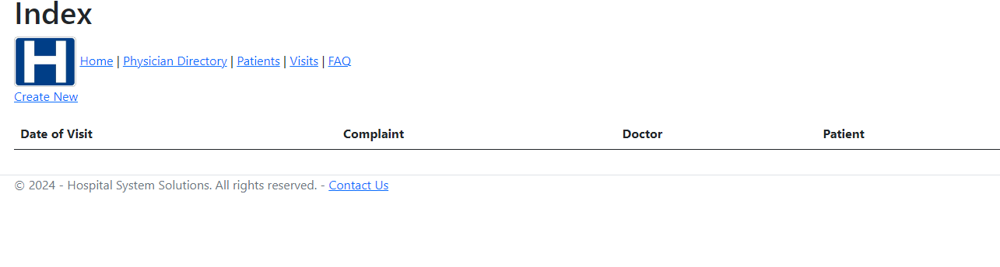 Index
H Home | Physician Directory | Patients | Visits | FAQ
Create New
Date of Visit Complaint Doctor Patient
© 2024 - Hospital System Solutions. All rights reserved. - Contact Us